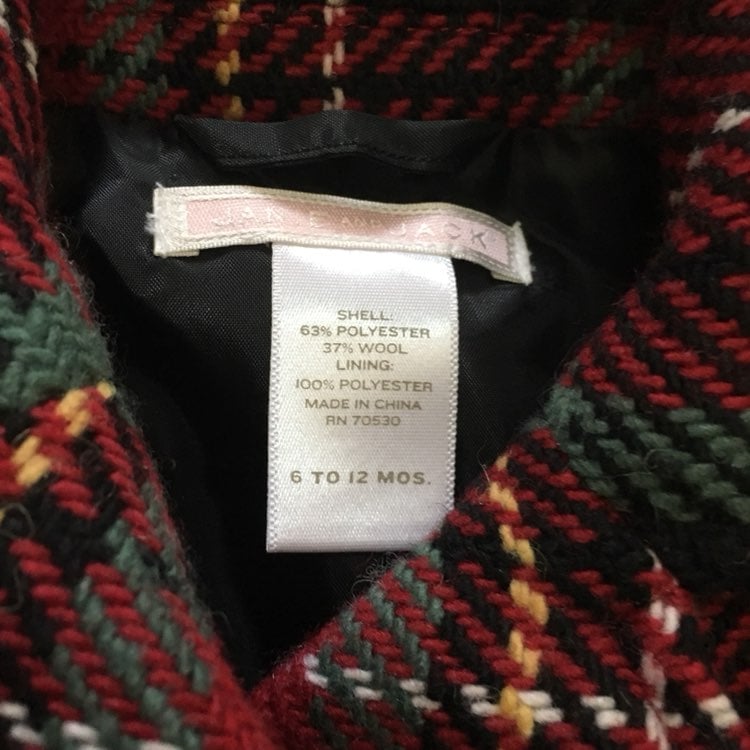 JANIE AND JACK
SHELL:
63% POLYESTER
37% WOOL
LINING:
100% POLYESTER
MADE IN CHINA
RN 70530
6 TO 12 MOS.